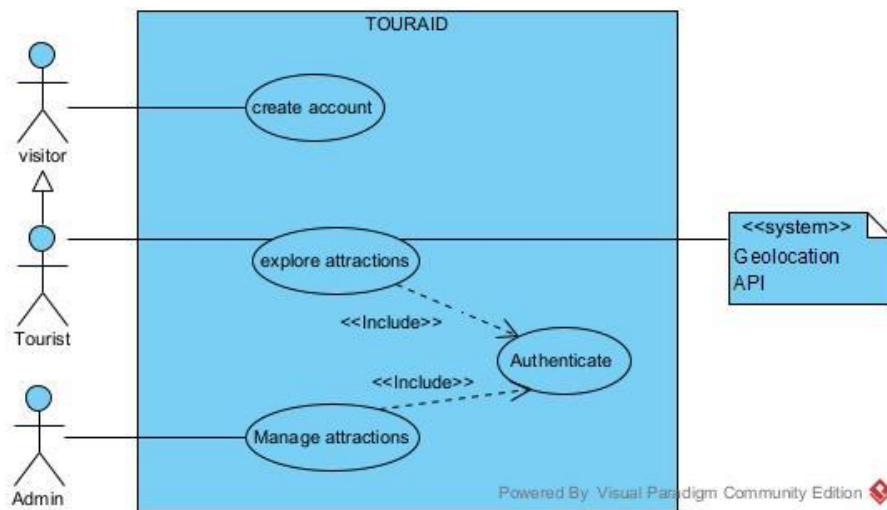 TOURAID
create account
visitor
explore attractions
<<system>>
Geolocation
API
Tourist
<<Include>>
Authenticate
<<Include>>
Manage attractions
Admin
Powered By Visual Paradigm Community Edition